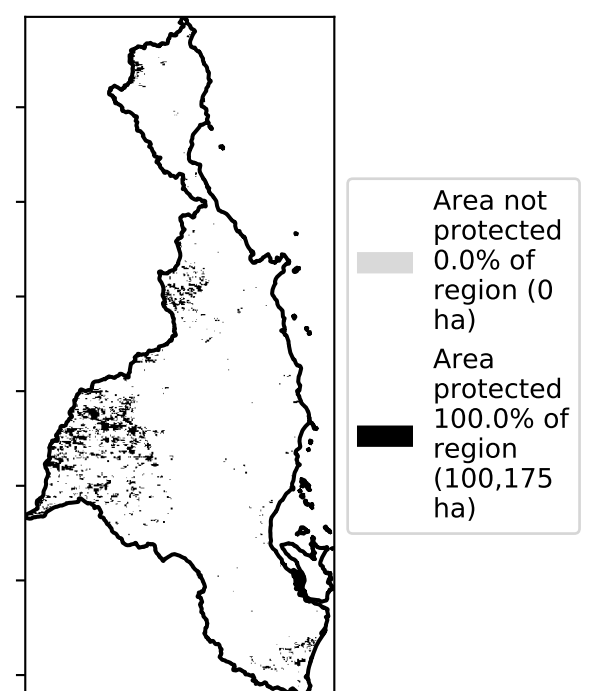 Area not
protected
0.0% of
region (0
ha)
Area
protected
100.0% of
region
(100,175
ha)